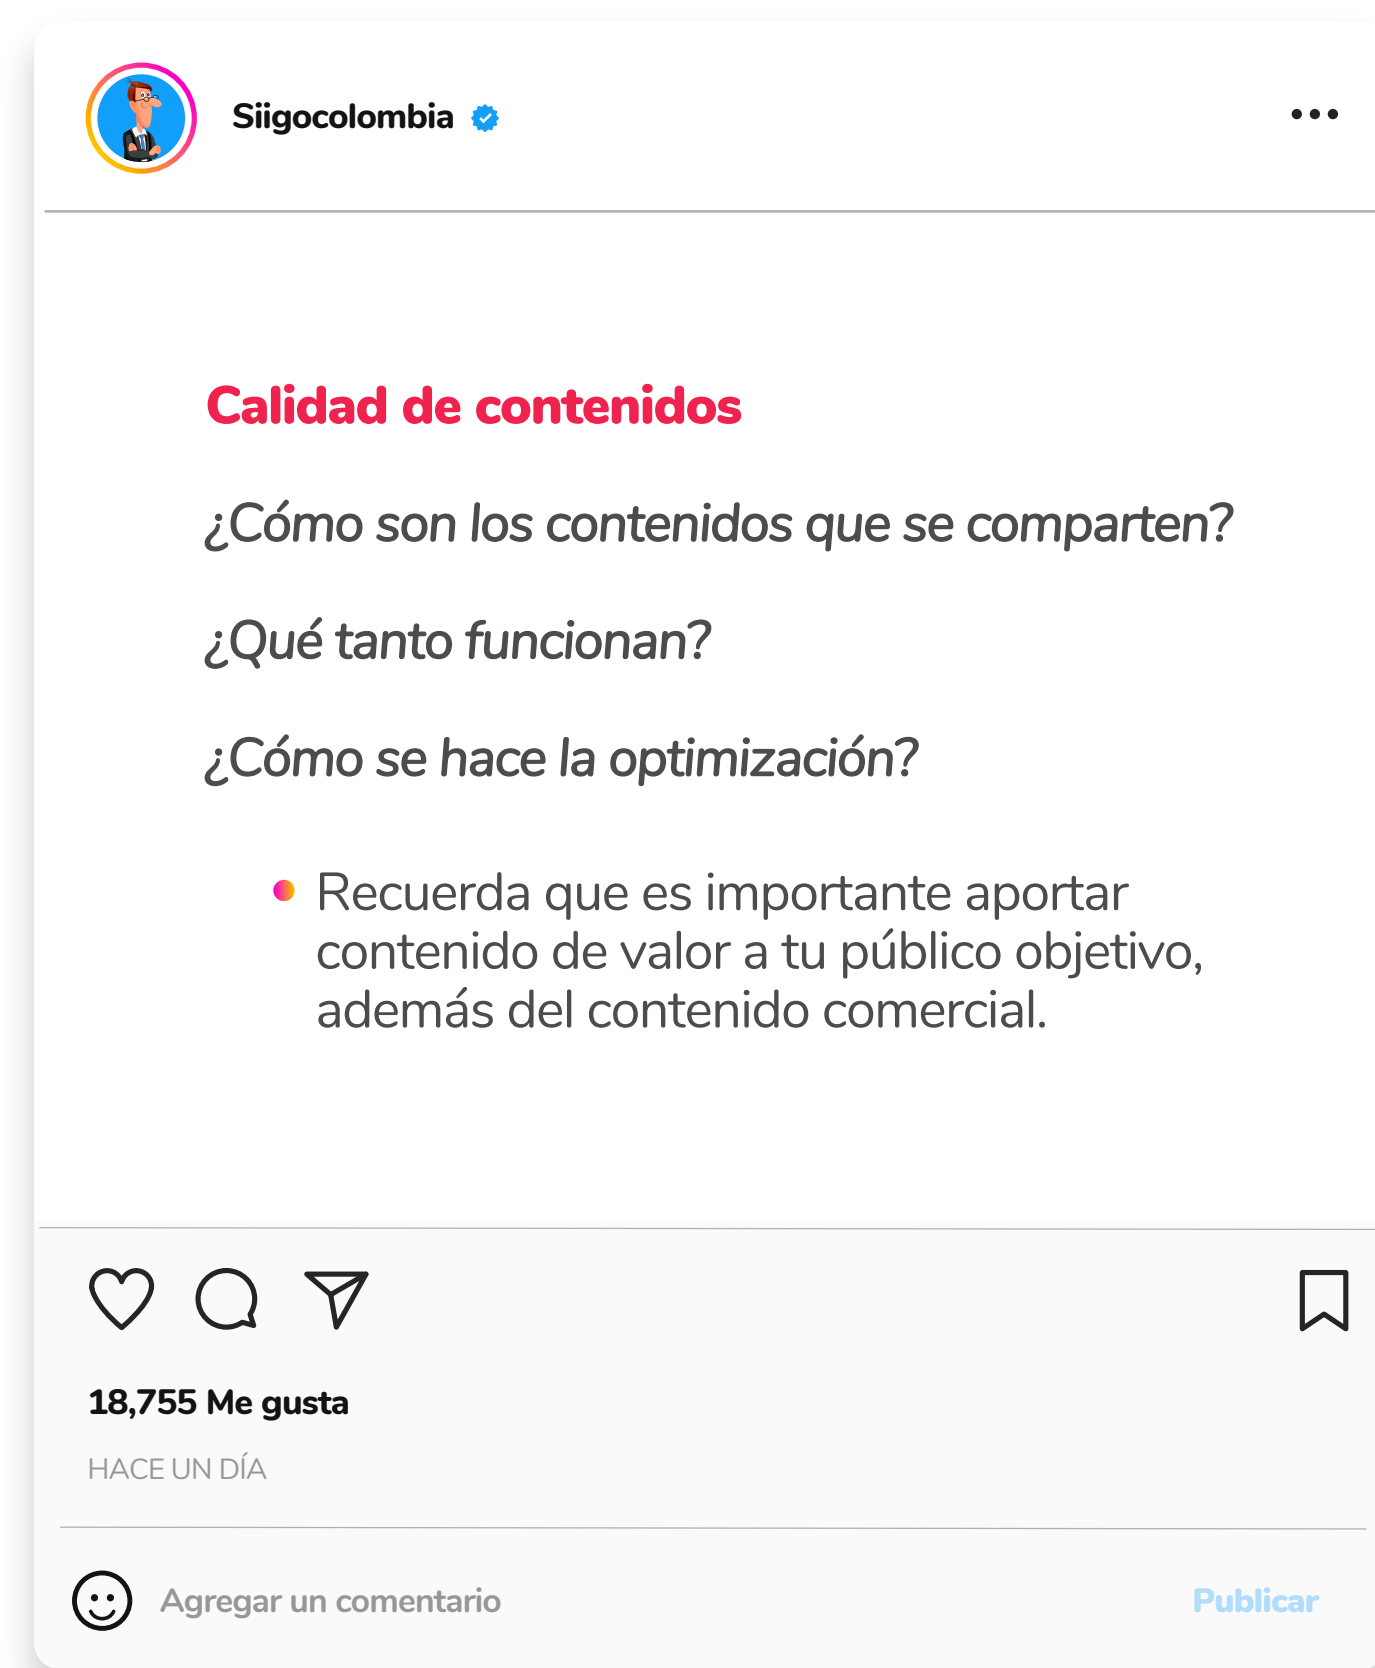 Siigocolombia
Calidad de contenidos
¿Cómo son los contenidos que se comparten?
¿Qué tanto funcionan?
¿Cómo se hace la optimización?
Recuerda que es importante aportar
contenido de valor a tu público objetivo,
además del contenido comercial.
18,755 Me gusta
HACE UN DÍA
Agregar un comentario
Publicar